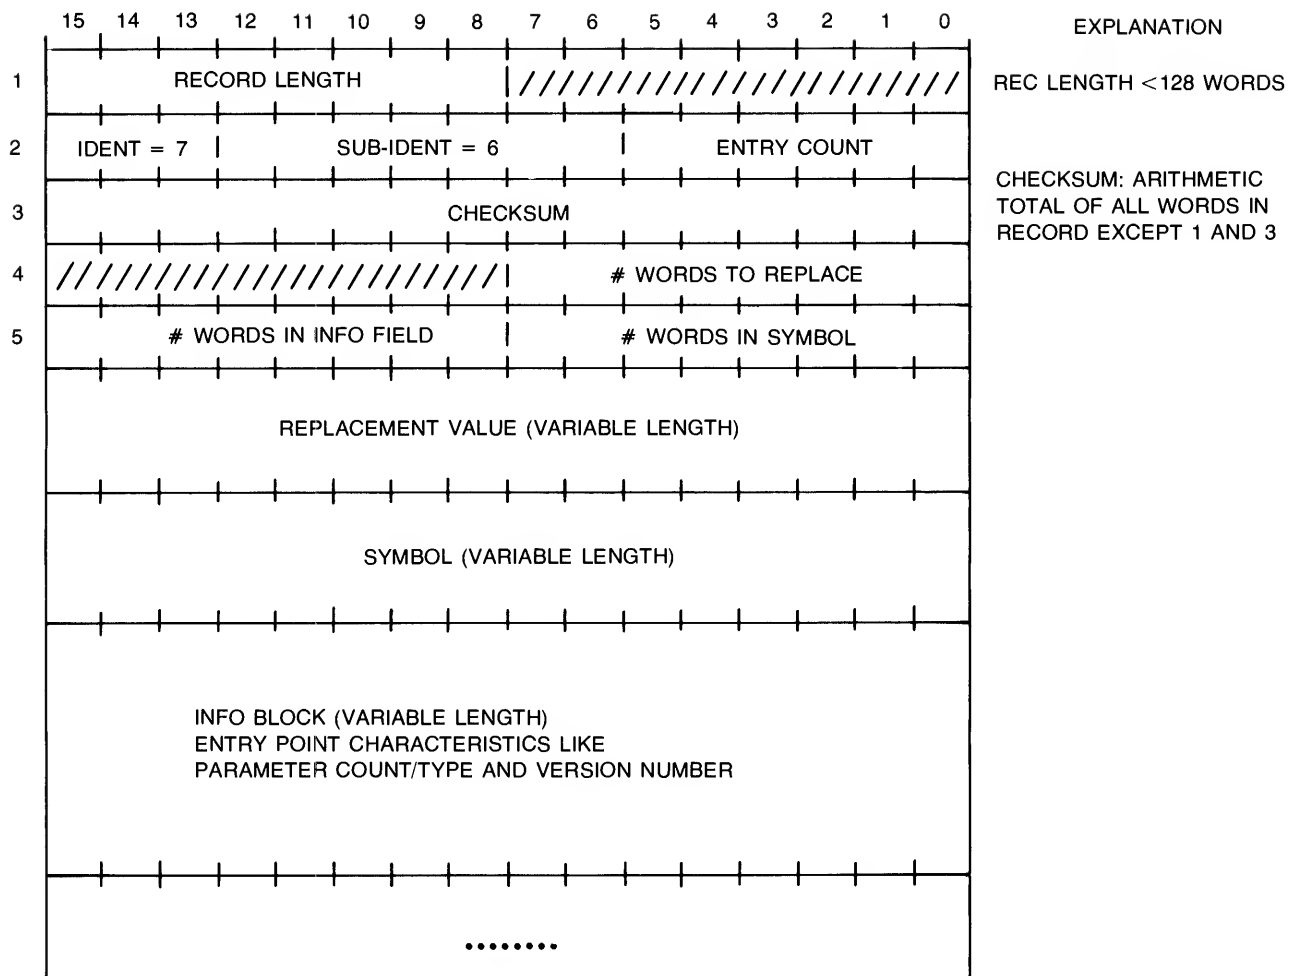 15 14 13 12 11 10 9 8 7 6 5 4 3 2 1 0
EXPLANATION
1 RECORD LENGTH
REC LENGTH <128 WORDS
2 IDENT = 7 SUB-IDENT = 6 ENTRY COUNT
CHECKSUM: ARITHMETIC
TOTAL OF ALL WORDS IN
RECORD EXCEPT 1 AND 3
3 CHECKSUM
4 # WORDS TO REPLACE
5 # WORDS IN INFO FIELD # WORDS IN SYMBOL
REPLACEMENT VALUE (VARIABLE LENGTH)
SYMBOL (VARIABLE LENGTH)
INFO BLOCK (VARIABLE LENGTH)
ENTRY POINT CHARACTERISTICS LIKE
PARAMETER COUNT/TYPE AND VERSION NUMBER
••••••••